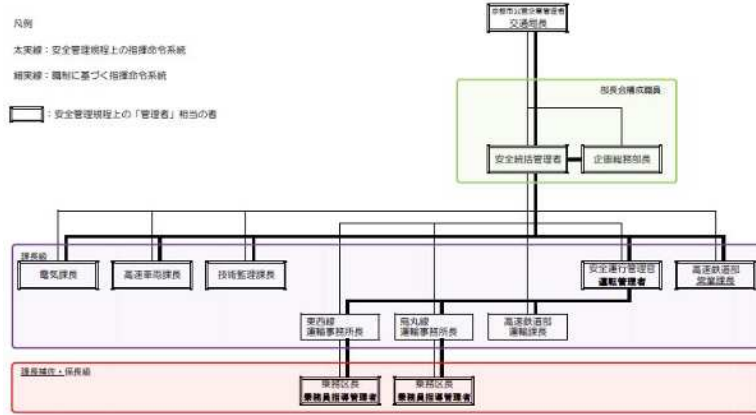 凡例
太実線：安全管理規程上の指揮命令系統
細実線：職制に基づく指揮命令系統
：安全管理規程上の「管理者」相当の者
京都市公営企業管理者
交通局長
部長会構成職員
安全統括管理者
企画総務部長
課長級
電気課長
高速車両課長
技術監理課長
安全運行管理官
運転管理者
高速鉄道部
営業課長
東西線
運輸事務所長
烏丸線
運輸事務所長
高速鉄道部
運輸課長
課長補佐・係長級
乗務区長
乗務員指導管理者
乗務区長
乗務員指導管理者